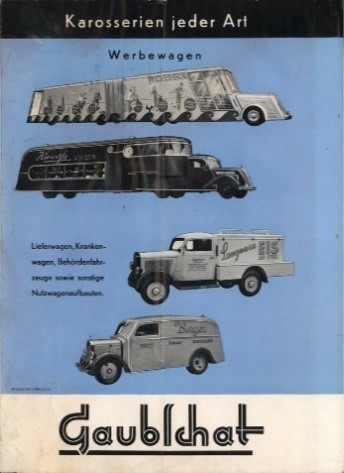 Karosserien jeder Art
Werbewagen
Lieferwagen, Kranken-
wagen, Behördenfahr-
zeuge sowie sonstige
Nutzwagenaufbauten.
EIS
Gaubschat